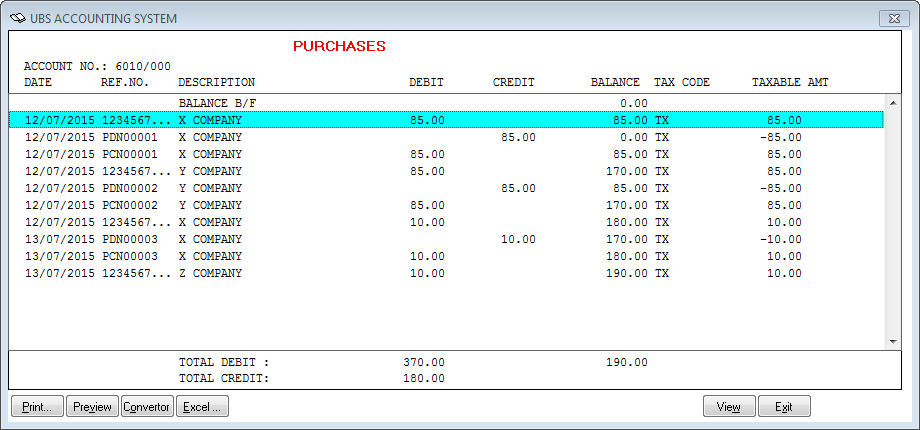 UBS ACCOUNTING SYSTEM
PURCHASES
ACCOUNT NO.: 6010/000
DATE REF.NO. DESCRIPTION DEBIT CREDIT BALANCE TAX CODE TAXABLE AMT
BALANCE B/F 0.00
12/07/2015 1234567... X COMPANY 85.00 85.00 TX 85.00
12/07/2015 PDN00001 X COMPANY 85.00 0.00 TX -85.00
12/07/2015 PCN00001 X COMPANY 85.00 85.00 TX 85.00
12/07/2015 1234567... Y COMPANY 85.00 170.00 TX 85.00
12/07/2015 PDN00002 Y COMPANY 85.00 85.00 TX -85.00
12/07/2015 PCN00002 Y COMPANY 85.00 170.00 TX 85.00
12/07/2015 1234567... X COMPANY 10.00 180.00 TX 10.00
13/07/2015 PDN00003 X COMPANY 10.00 170.00 TX -10.00
13/07/2015 PCN00003 X COMPANY 10.00 180.00 TX 10.00
13/07/2015 1234567... Z COMPANY 10.00 190.00 TX 10.00
TOTAL DEBIT : 370.00 190.00
TOTAL CREDIT: 180.00
Print... Preview Convertor Excel ... View Exit